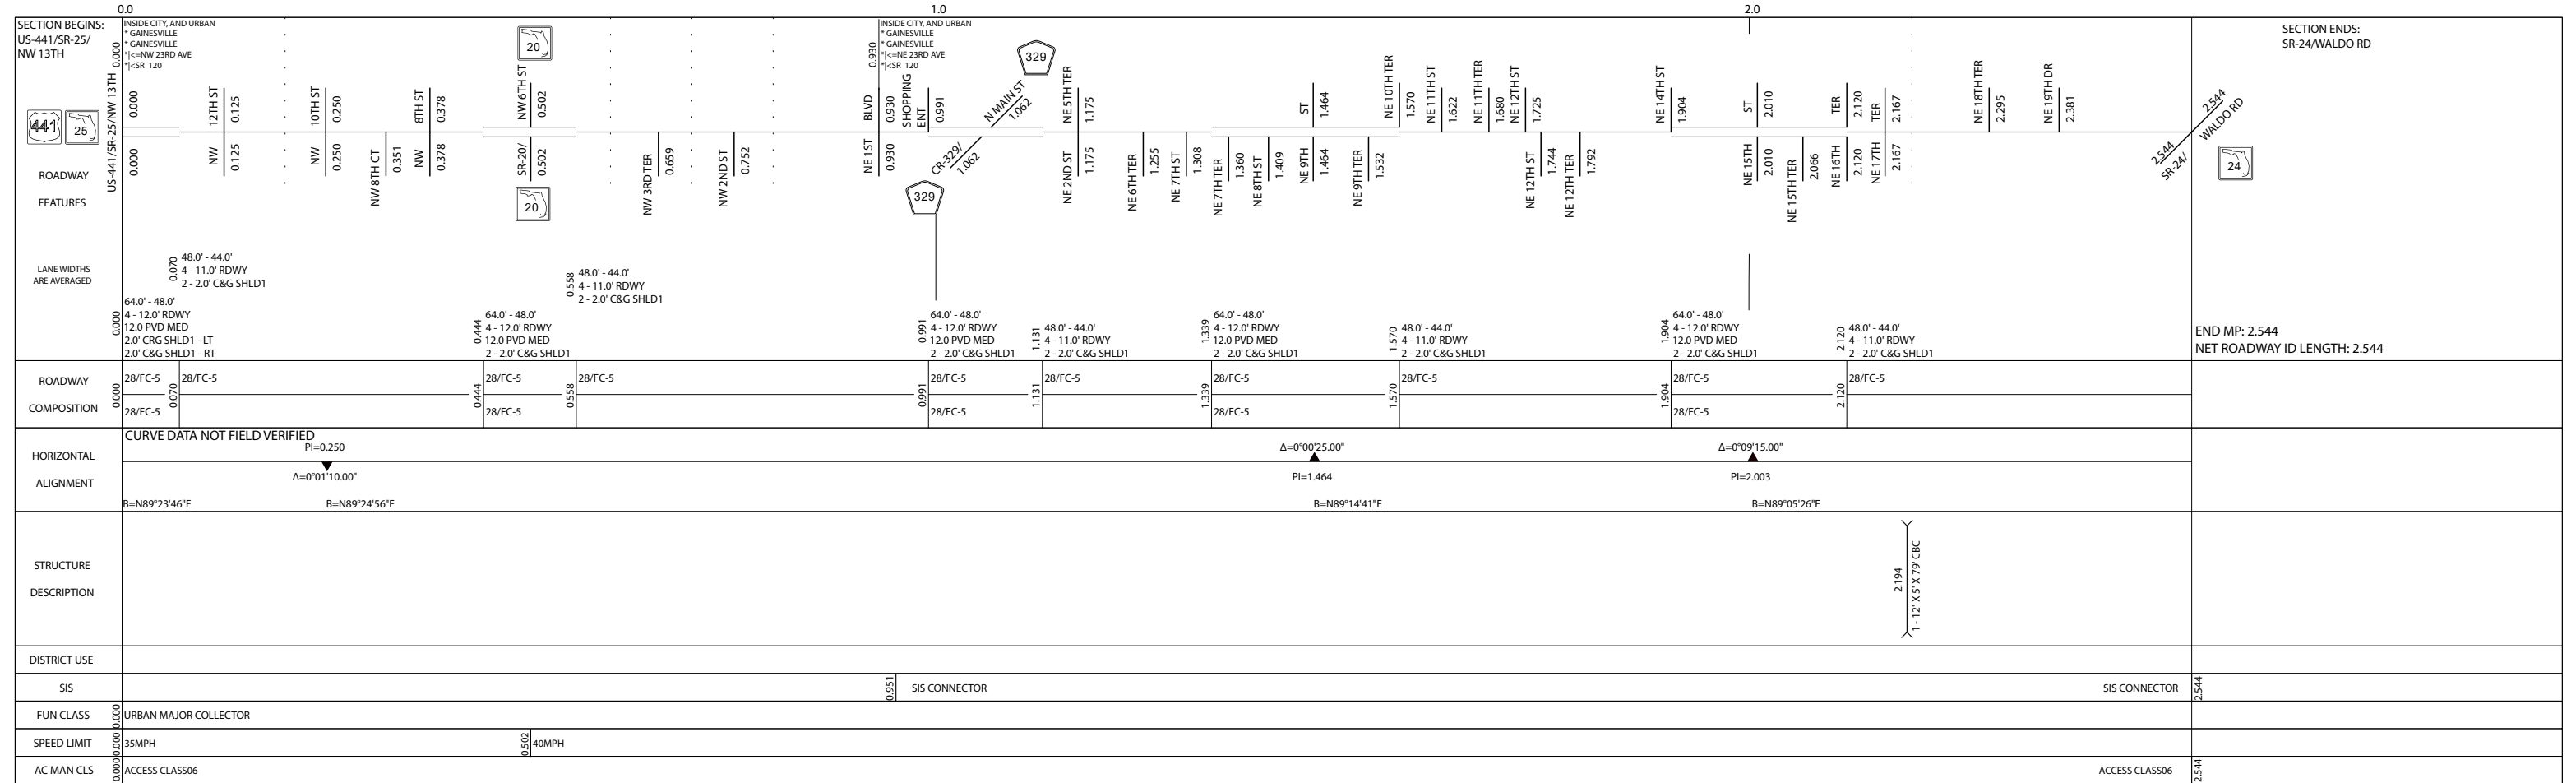 0.0
1.0
2.0
SECTION BEGINS:
US-441/SR-25/
NW 13TH
INSIDE CITY, AND URBAN
* GAINESVILLE
* GAINESVILLE
*|<=NW 23RD AVE
*|<SR 120
0.000
20
INSIDE CITY, AND URBAN
* GAINESVILLE
* GAINESVILLE
*|<=NE 23RD AVE
*|<SR 120
0.930
329
SECTION ENDS:
SR-24/WALDO RD
441
25
ROADWAY
FEATURES
US-441/SR-25/NW 13TH
0.000
0.000
12TH ST
0.125
NW
0.125
10TH ST
0.250
NW
0.250
NW 8TH CT
0.351
8TH ST
0.378
NW
0.378
NW 6TH ST
0.502
SR-20/
0.502
20
NW 3RD TER
0.659
NW 2ND ST
0.752
BLVD
0.930
NE 1ST
0.930
SHOPPING
ENT
0.991
N MAIN ST
1.062
CR-329/
1.062
329
NE 5TH TER
1.175
NE 2ND ST
1.175
NE 6TH TER
1.255
NE 7TH ST
1.308
NE 7TH TER
1.360
NE 8TH ST
1.409
ST
1.464
NE 9TH
1.464
NE 9TH TER
1.532
NE 10TH TER
1.570
NE 11TH ST
1.622
NE 11TH TER
1.680
NE 12TH ST
1.725
NE 12TH ST
1.744
NE 12TH TER
1.792
NE 14TH ST
1.904
ST
2.010
NE 15TH
2.010
NE 15TH TER
2.066
TER
2.120
NE 16TH
2.120
TER
2.167
NE 17TH
2.167
NE 18TH TER
2.295
NE 19TH DR
2.381
2.544
WALDO RD
2.544
SR-24/
24
LANE WIDTHS
ARE AVERAGED
0.000
64.0' - 48.0'
4 - 12.0' RDWY
12.0 PVD MED
2.0' CRG SHLD1 - LT
2.0' C&G SHLD1 - RT
0.070
48.0' - 44.0'
4 - 11.0' RDWY
2 - 2.0' C&G SHLD1
0.444
64.0' - 48.0'
4 - 12.0' RDWY
12.0 PVD MED
2 - 2.0' C&G SHLD1
0.558
48.0' - 44.0'
4 - 11.0' RDWY
2 - 2.0' C&G SHLD1
0.991
64.0' - 48.0'
4 - 12.0' RDWY
12.0 PVD MED
2 - 2.0' C&G SHLD1
1.131
48.0' - 44.0'
4 - 11.0' RDWY
2 - 2.0' C&G SHLD1
1.339
64.0' - 48.0'
4 - 12.0' RDWY
12.0 PVD MED
2 - 2.0' C&G SHLD1
1.570
48.0' - 44.0'
4 - 11.0' RDWY
2 - 2.0' C&G SHLD1
1.904
64.0' - 48.0'
4 - 12.0' RDWY
12.0 PVD MED
2 - 2.0' C&G SHLD1
2.120
48.0' - 44.0'
4 - 11.0' RDWY
2 - 2.0' C&G SHLD1
END MP: 2.544
NET ROADWAY ID LENGTH: 2.544
ROADWAY
COMPOSITION
0.000
28/FC-5
28/FC-5
0.070
28/FC-5
0.444
28/FC-5
28/FC-5
0.558
28/FC-5
0.991
28/FC-5
28/FC-5
1.131
28/FC-5
1.339
28/FC-5
28/FC-5
1.570
28/FC-5
1.904
28/FC-5
28/FC-5
2.120
28/FC-5
HORIZONTAL
ALIGNMENT
CURVE DATA NOT FIELD VERIFIED
PI=0.250
Δ=0°01'10.00"
B=N89°23'46"E
B=N89°24'56"E
Δ=0°00'25.00"
PI=1.464
B=N89°14'41"E
Δ=0°09'15.00"
PI=2.003
B=N89°05'26"E
STRUCTURE
DESCRIPTION
2.194
1 - 12' X 5' X 79' CBC
DISTRICT USE
SIS
0.951
SIS CONNECTOR
SIS CONNECTOR
2.544
FUN CLASS
0.000
URBAN MAJOR COLLECTOR
SPEED LIMIT
0.000
35MPH
0.502
40MPH
AC MAN CLS
0.000
ACCESS CLASS06
ACCESS CLASS06
2.544